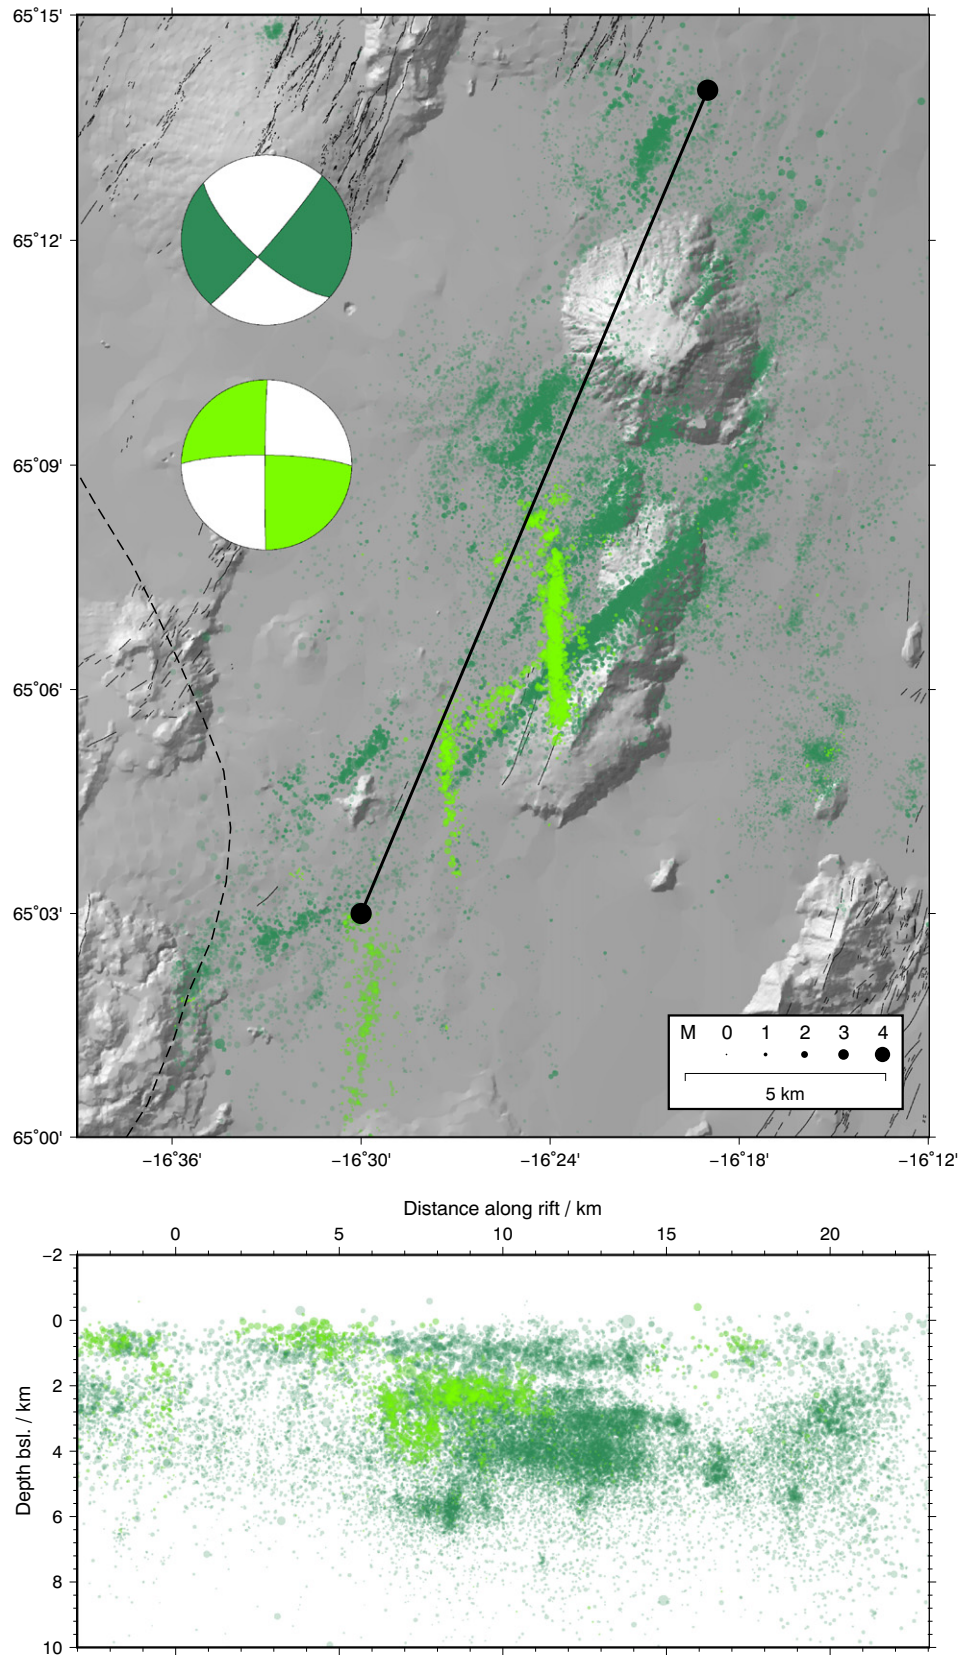 65°15'
65°12'
65°09'
65°06'
65°03'
65°00'
M 0 1 2 3 4
5 km
−16°36' −16°30' −16°24' −16°18' −16°12'
Distance along rift / km
0 5 10 15 20
−2
0
2
4
6
8
10
Depth bsl. / km